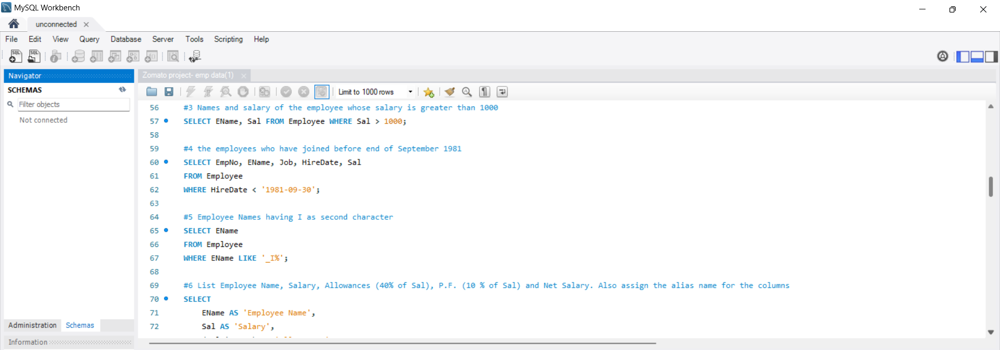 MySQL Workbench
unconnected
File Edit View Query Database Server Tools Scripting Help
Navigator
SCHEMAS
Filter objects
Not connected
Administration Schemas
Information
Zomato project- emp data(1)
Limit to 1000 rows
56 #3 Names and salary of the employee whose salary is greater than 1000
57 SELECT EName, Sal FROM Employee WHERE Sal > 1000;
58
59 #4 the employees who have joined before end of September 1981
60 SELECT EmpNo, EName, Job, HireDate, Sal
61 FROM Employee
62 WHERE HireDate < '1981-09-30';
63
64 #5 Employee Names having I as second character
65 SELECT EName
66 FROM Employee
67 WHERE EName LIKE '_I%';
68
69 #6 List Employee Name, Salary, Allowances (40% of Sal), P.F. (10 % of Sal) and Net Salary. Also assign the alias name for the columns
70 SELECT
71 EName AS 'Employee Name',
72 Sal AS 'Salary',